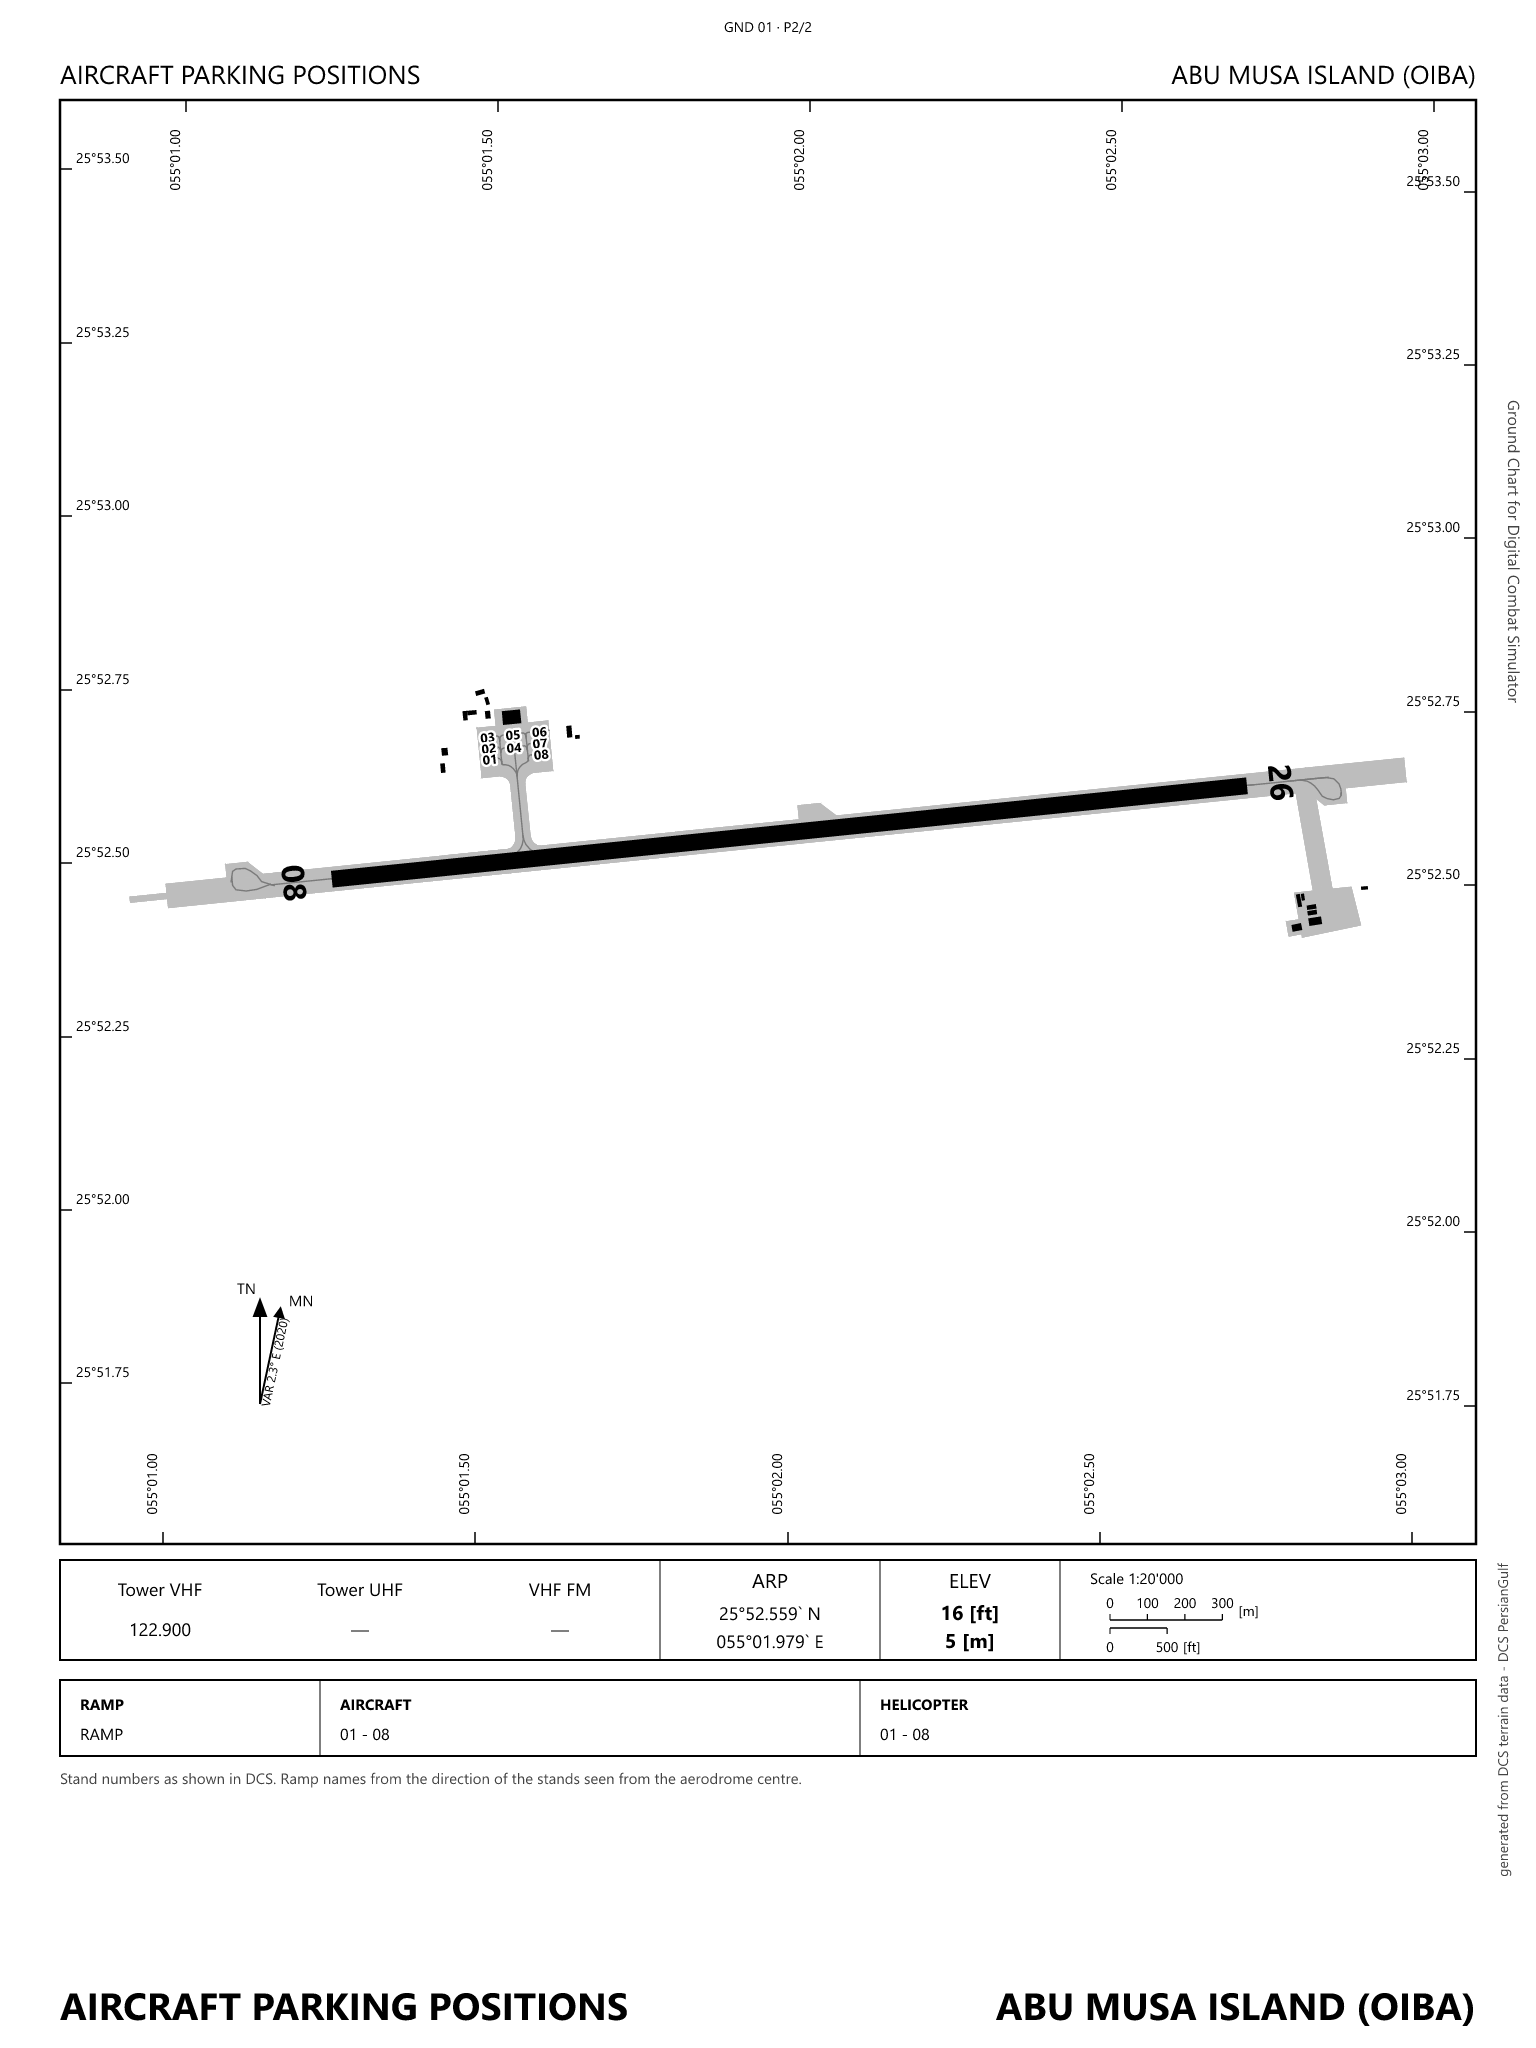 GND 01 · P2/2
AIRCRAFT PARKING POSITIONS
ABU MUSA ISLAND (OIBA)
055°01.00
055°01.50
055°02.00
055°02.50
055°03.00
25°53.50
25°53.50
25°53.25
25°53.25
25°53.00
25°53.00
25°52.75
25°52.75
25°52.50
25°52.50
25°52.25
25°52.25
25°52.00
25°52.00
25°51.75
25°51.75
03 05 06
02 04 07
01 08
26
08
TN
MN
VAR 2.3° E (2020)
055°01.00
055°01.50
055°02.00
055°02.50
055°03.00
Ground Chart for Digital Combat Simulator
Tower VHF
122.900
Tower UHF
—
VHF FM
—
ARP
25°52.559` N
055°01.979` E
ELEV
16 [ft]
5 [m]
Scale 1:20'000
0 100 200 300 [m]
0 500 [ft]
RAMP
RAMP
AIRCRAFT
01 - 08
HELICOPTER
01 - 08
Stand numbers as shown in DCS. Ramp names from the direction of the stands seen from the aerodrome centre.
generated from DCS terrain data - DCS PersianGulf
AIRCRAFT PARKING POSITIONS
ABU MUSA ISLAND (OIBA)